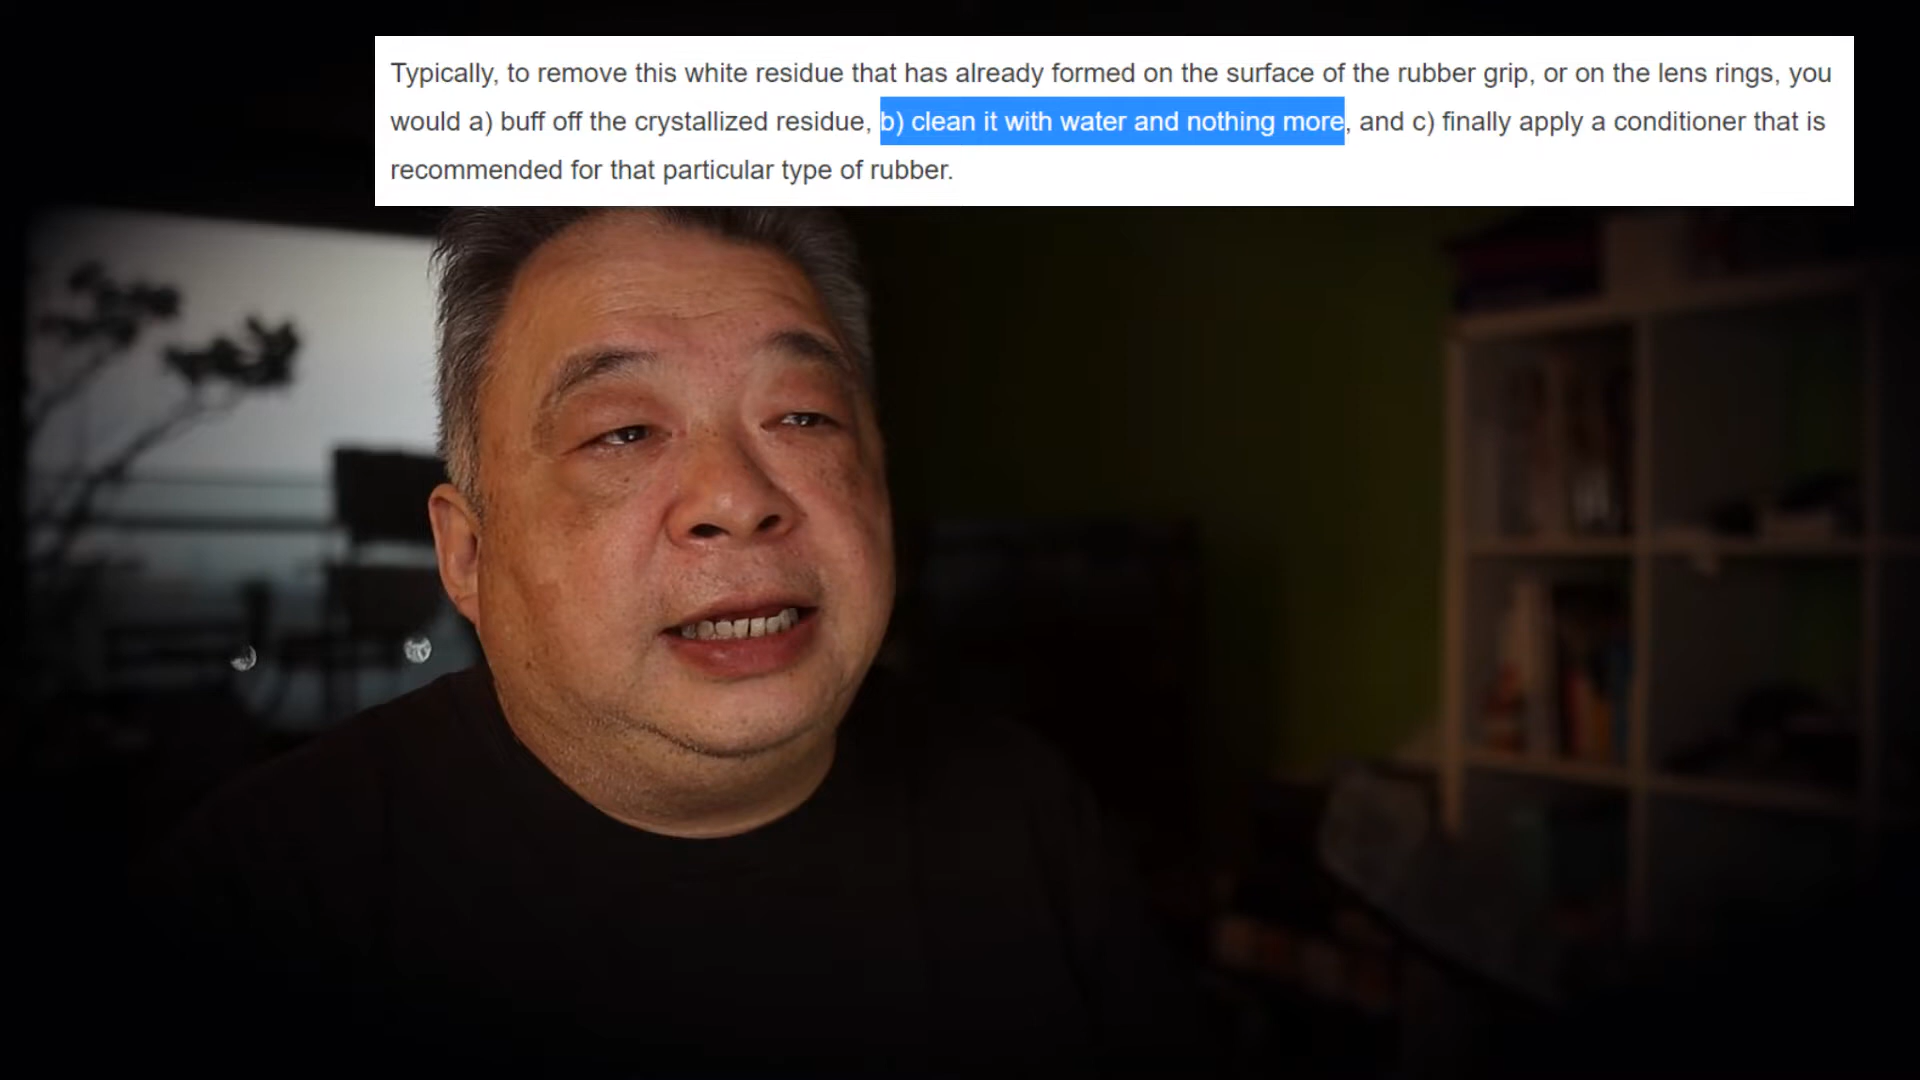 Typically, to remove this white residue that has already formed on the surface of the rubber grip, or on the lens rings, you
would a) buff off the crystallized residue, b) clean it with water and nothing more, and c) finally apply a conditioner that is
recommended for that particular type of rubber.